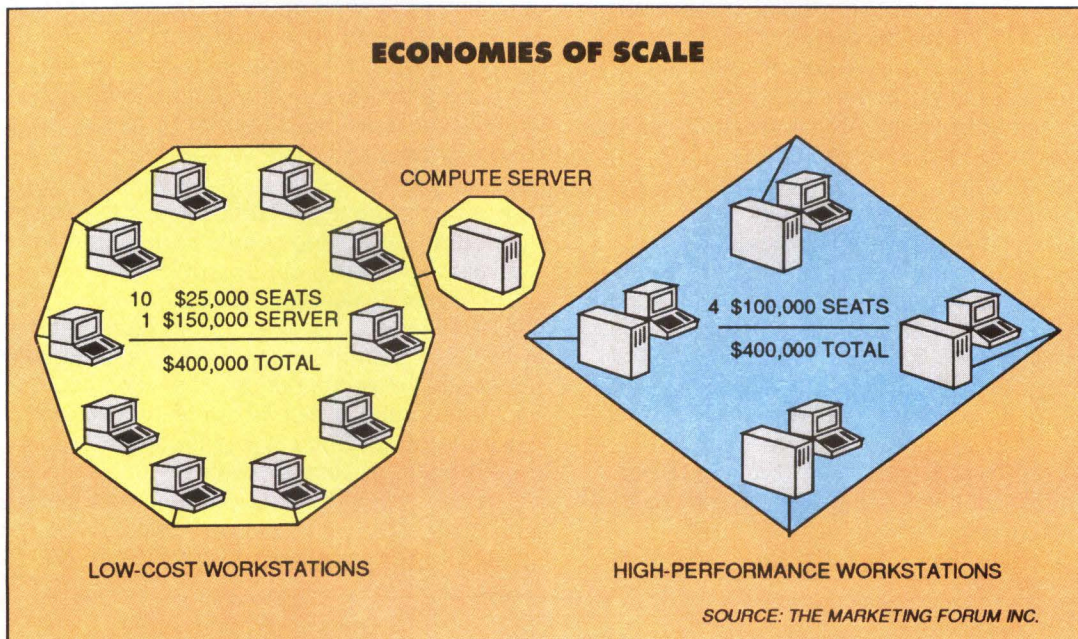 ECONOMIES OF SCALE
COMPUTE SERVER
10 $25,000 SEATS
1 $150,000 SERVER
$400,000 TOTAL
4 $100,000 SEATS
$400,000 TOTAL
LOW-COST WORKSTATIONS
HIGH-PERFORMANCE WORKSTATIONS
SOURCE: THE MARKETING FORUM INC.